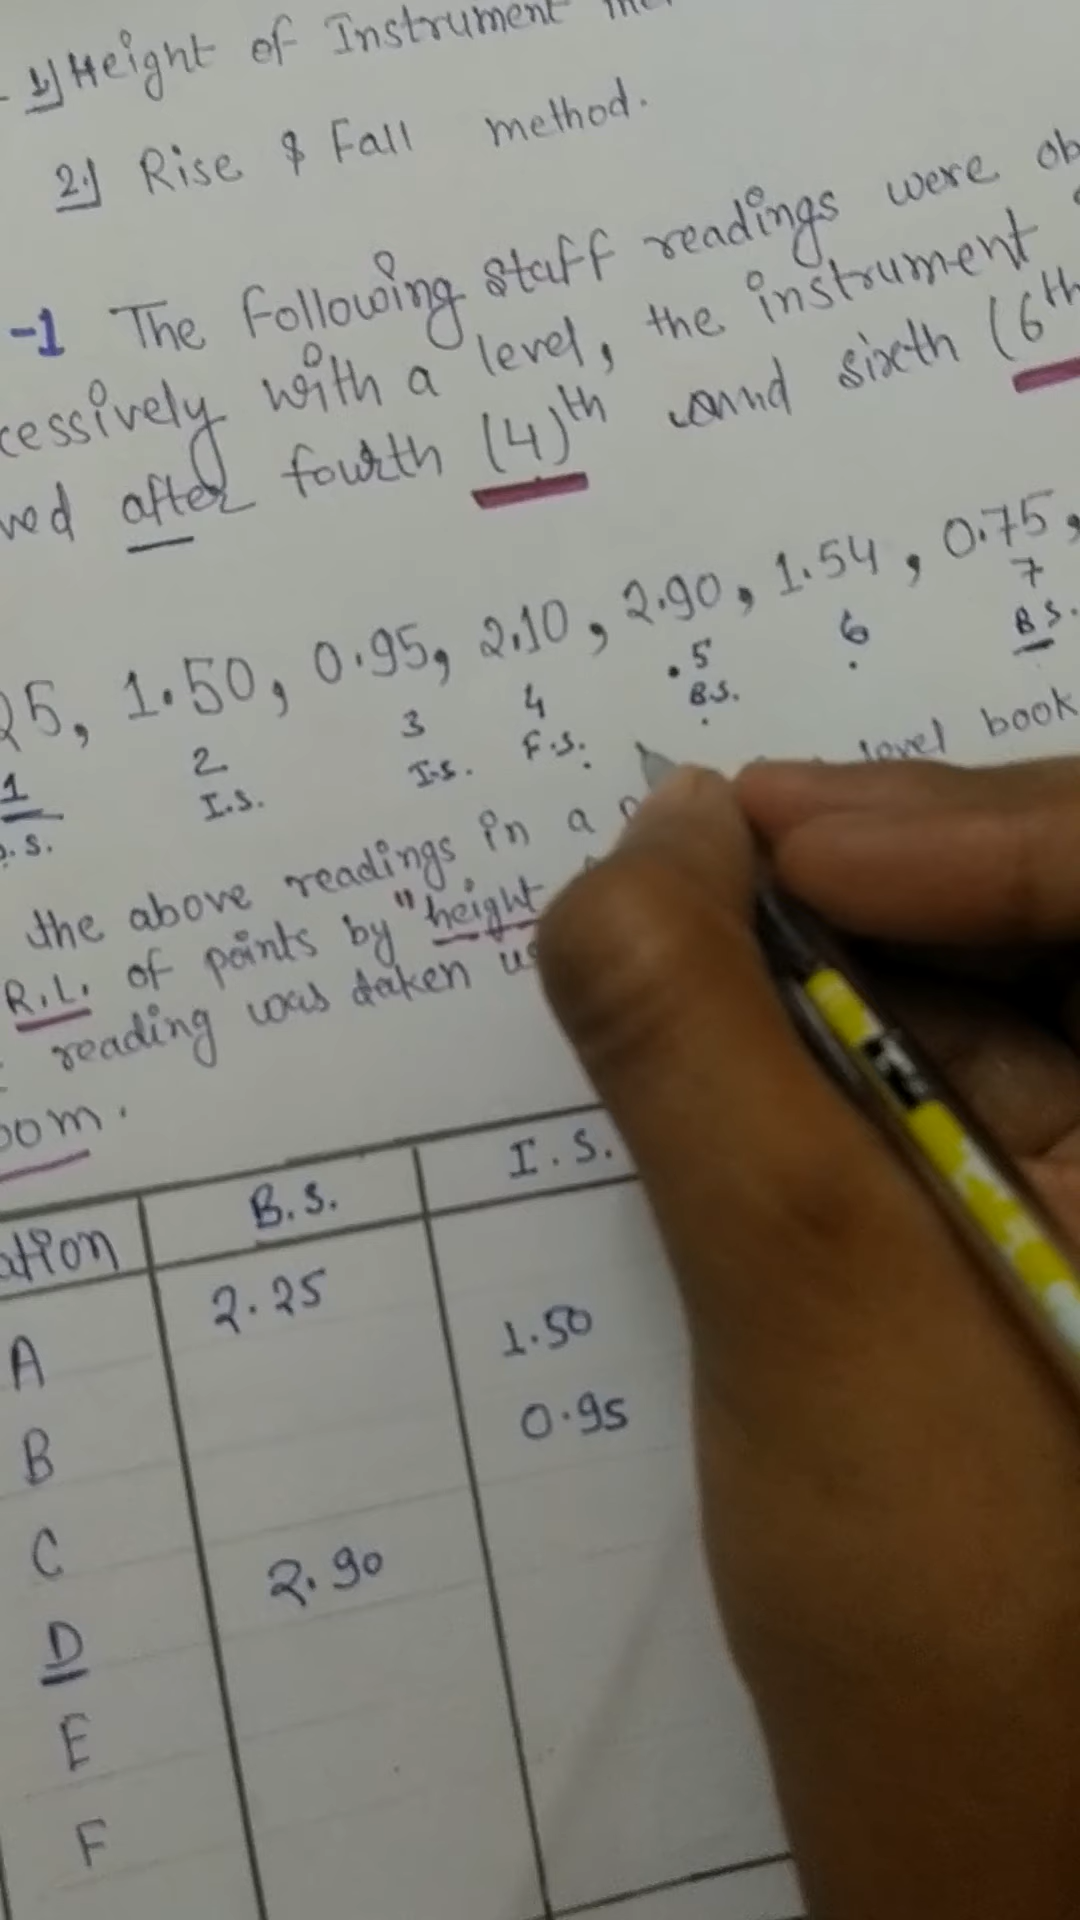 1) Height of Instrument
2.) Rise & Fall method.
-1 The following staff readings were ob
cessively with a level, the instrument
ved after fourth (4)th and sixth (6th
25, 1.50, 0.95, 2.10, 2.90, 1.54, 0.75,
1 2 3 4 5 6 7
.S. I.S. I.S. F.S. B.S. B.S.
the above readings in a level book
R.L. of points by "height
reading was taken
00m.
ation B.S. I.S.
A 2.25
B 1.50
C 0.95
D 2.90
E
F